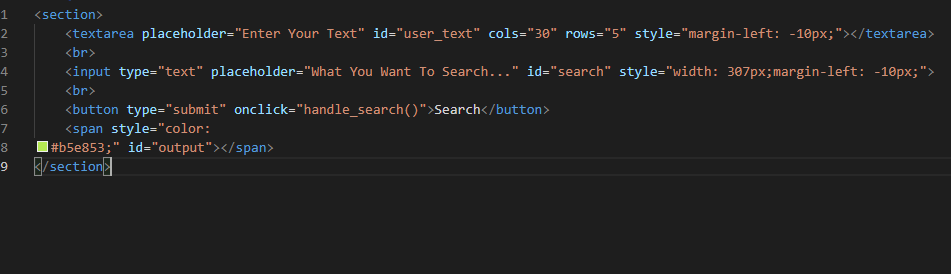 1 <section>
2 <textarea placeholder="Enter Your Text" id="user_text" cols="30" rows="5" style="margin-left: -10px;"></textarea>
3 <br>
4 <input type="text" placeholder="What You Want To Search..." id="search" style="width: 307px;margin-left: -10px;">
5 <br>
6 <button type="submit" onclick="handle_search()">Search</button>
7 <span style="color:
8 #b5e853;" id="output"></span>
9 </section>